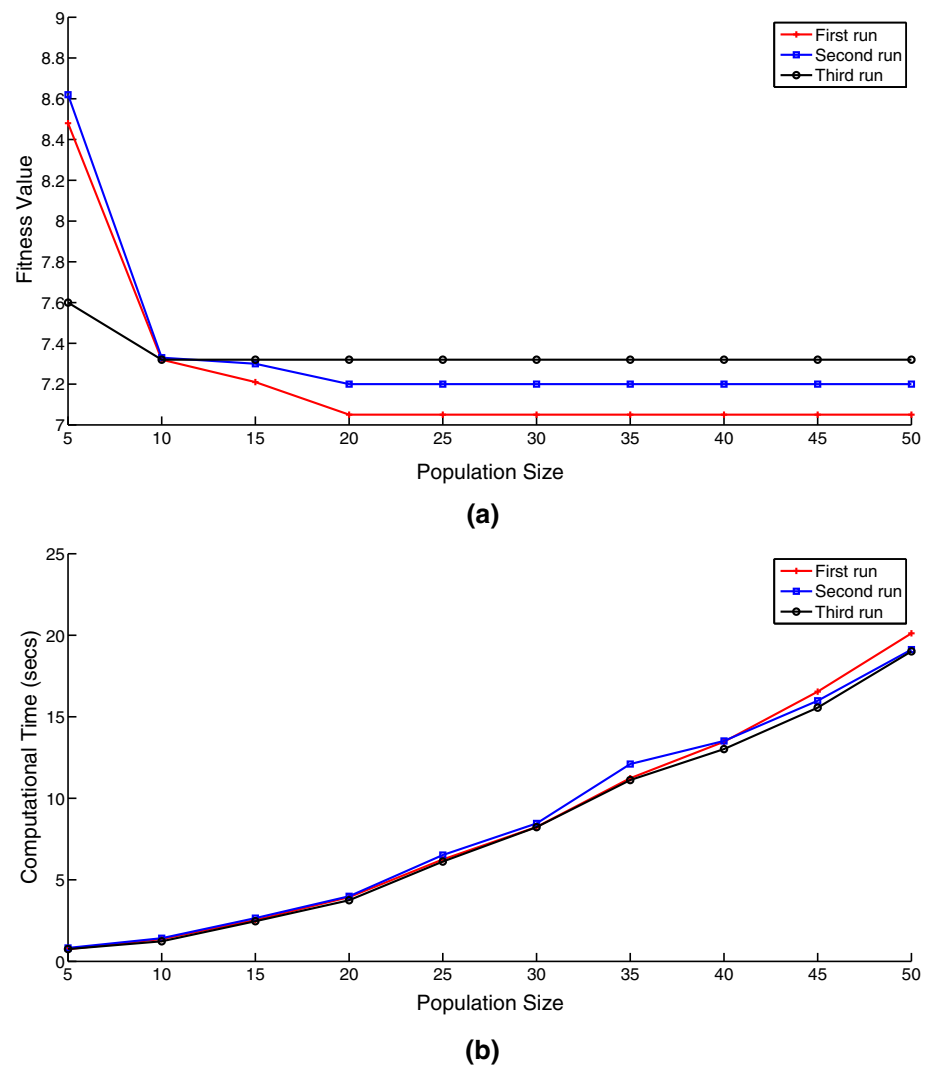 9
8.8
8.6
8.4
8.2
8
7.8
7.6
7.4
7.2
7
Fitness Value
First run
Second run
Third run
5 10 15 20 25 30 35 40 45 50
Population Size
(a)
25
20
15
10
5
0
Computational Time (secs)
First run
Second run
Third run
5 10 15 20 25 30 35 40 45 50
Population Size
(b)